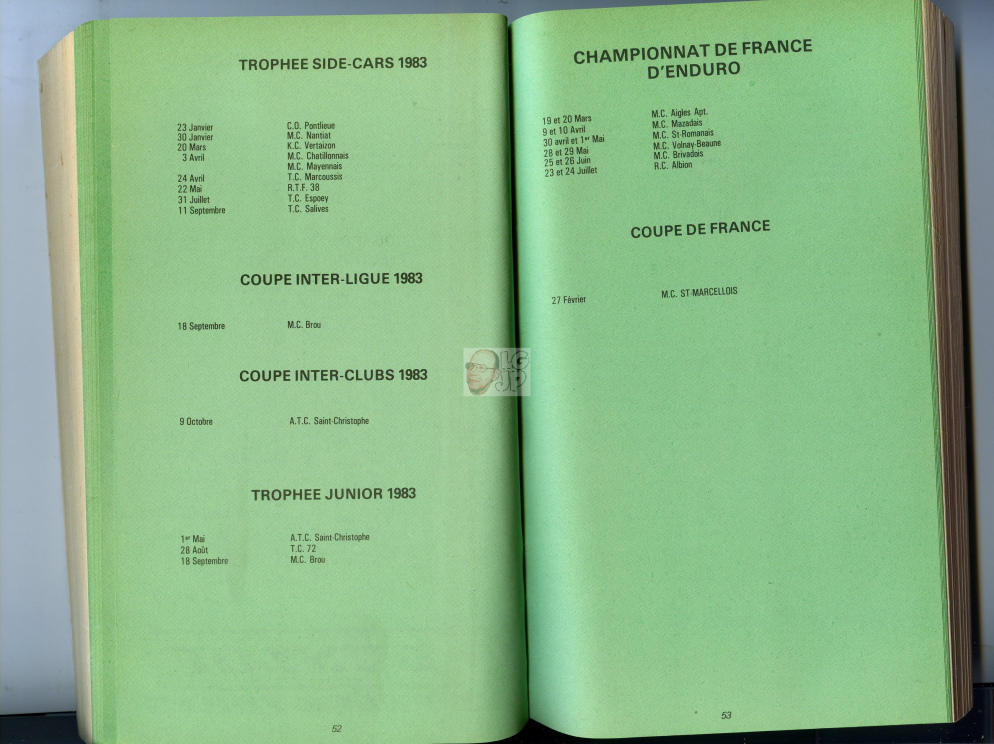 TROPHEE SIDE-CARS 1983
23 Janvier C.O. Pontlieue
30 Janvier M.C. Nantiat
20 Mars K.C. Vertaizon
3 Avril M.C. Chatillonnais
M.C. Mayennais
24 Avril T.C. Marcoussis
22 Mai R.T.F. 38
31 Juillet T.C. Espoey
11 Septembre T.C. Salives
COUPE INTER-LIGUE 1983
18 Septembre M.C. Brou
COUPE INTER-CLUBS 1983
9 Octobre A.T.C. Saint-Christophe
TROPHEE JUNIOR 1983
1er Mai A.T.C. Saint-Christophe
28 Août T.C. 72
18 Septembre M.C. Brou
52
CHAMPIONNAT DE FRANCE
D'ENDURO
19 et 20 Mars M.C. Aigles Apt.
9 et 10 Avril M.C. Mazadais
30 avril et 1er Mai M.C. St-Romanais
28 et 29 Mai M.C. Volnay-Beaune
25 et 26 Juin M.C. Brivadois
23 et 24 Juillet R.C. Albion
COUPE DE FRANCE
27 Février M.C. ST-MARCELLOIS
53
LG
JP